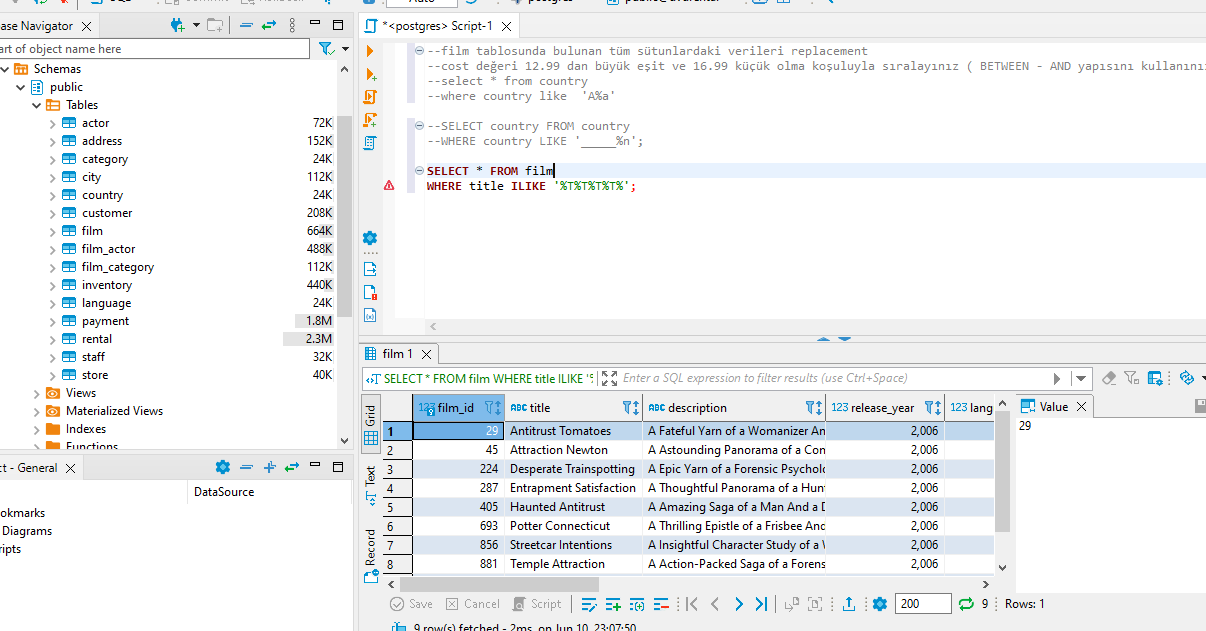 Auto
postgres
public@dvdrental
ase Navigator
*<postgres> Script-1
art of object name here
Schemas
public
Tables
actor 72K
address 152K
category 24K
city 112K
country 24K
customer 208K
film 664K
film_actor 488K
film_category 112K
inventory 440K
language 24K
payment 1.8M
rental 2.3M
staff 32K
store 40K
Views
Materialized Views
Indexes
Functions
ct - General
DataSource
okmarks
Diagrams
ripts
--film tablosunda bulunan tüm sütunlardaki verileri replacement
--cost değeri 12.99 dan büyük eşit ve 16.99 küçük olma koşuluyla sıralayınız ( BETWEEN - AND yapısını kullanını
--select * from country
--where country like  'A%a'
--SELECT country FROM country
--WHERE country LIKE '_____%n';
SELECT * FROM film
WHERE title ILIKE '%T%T%T%T%';
film 1
SELECT * FROM film WHERE title ILIKE '%
Enter a SQL expression to filter results (use Ctrl+Space)
Grid
Text
Record
123 film_id ABC title ABC description 123 release_year 123 lang
1 29 Antitrust Tomatoes A Fateful Yarn of a Womanizer An 2,006
2 45 Attraction Newton A Astounding Panorama of a Con 2,006
3 224 Desperate Trainspotting A Epic Yarn of a Forensic Psycholo 2,006
4 287 Entrapment Satisfaction A Thoughtful Panorama of a Hun 2,006
5 405 Haunted Antitrust A Amazing Saga of a Man And a D 2,006
6 693 Potter Connecticut A Thrilling Epistle of a Frisbee And 2,006
7 856 Streetcar Intentions A Insightful Character Study of a W 2,006
8 881 Temple Attraction A Action-Packed Saga of a Forens 2,006
Value
29
Save Cancel Script 200 9 Rows: 1
9 row(s) fetched - 2ms, on Jun 10, 23:07:50